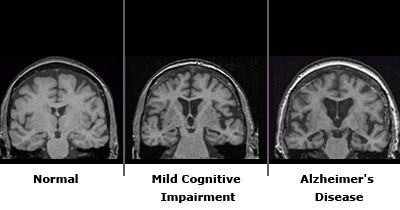 Normal
Mild Cognitive
Impairment
Alzheimer's
Disease